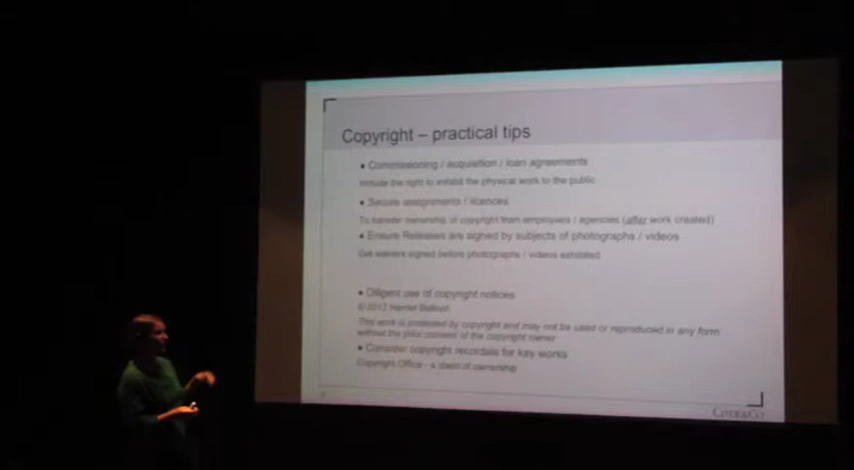 Copyright – practical tips
• Commissioning / acquisition / loan agreements
Include the right to exhibit the physical work to the public
• Secure assignments / licences
To transfer ownership of copyright from employees / agencies (after work created)
• Ensure Releases are signed by subjects of photographs / videos
Get waivers signed before photographs / videos exhibited
• Diligent use of copyright notices
This work is protected by copyright and may not be used or reproduced in any form
without the prior consent of the copyright owner
• Consider copyright recordals for key works
Copyright Office - a claim of ownership